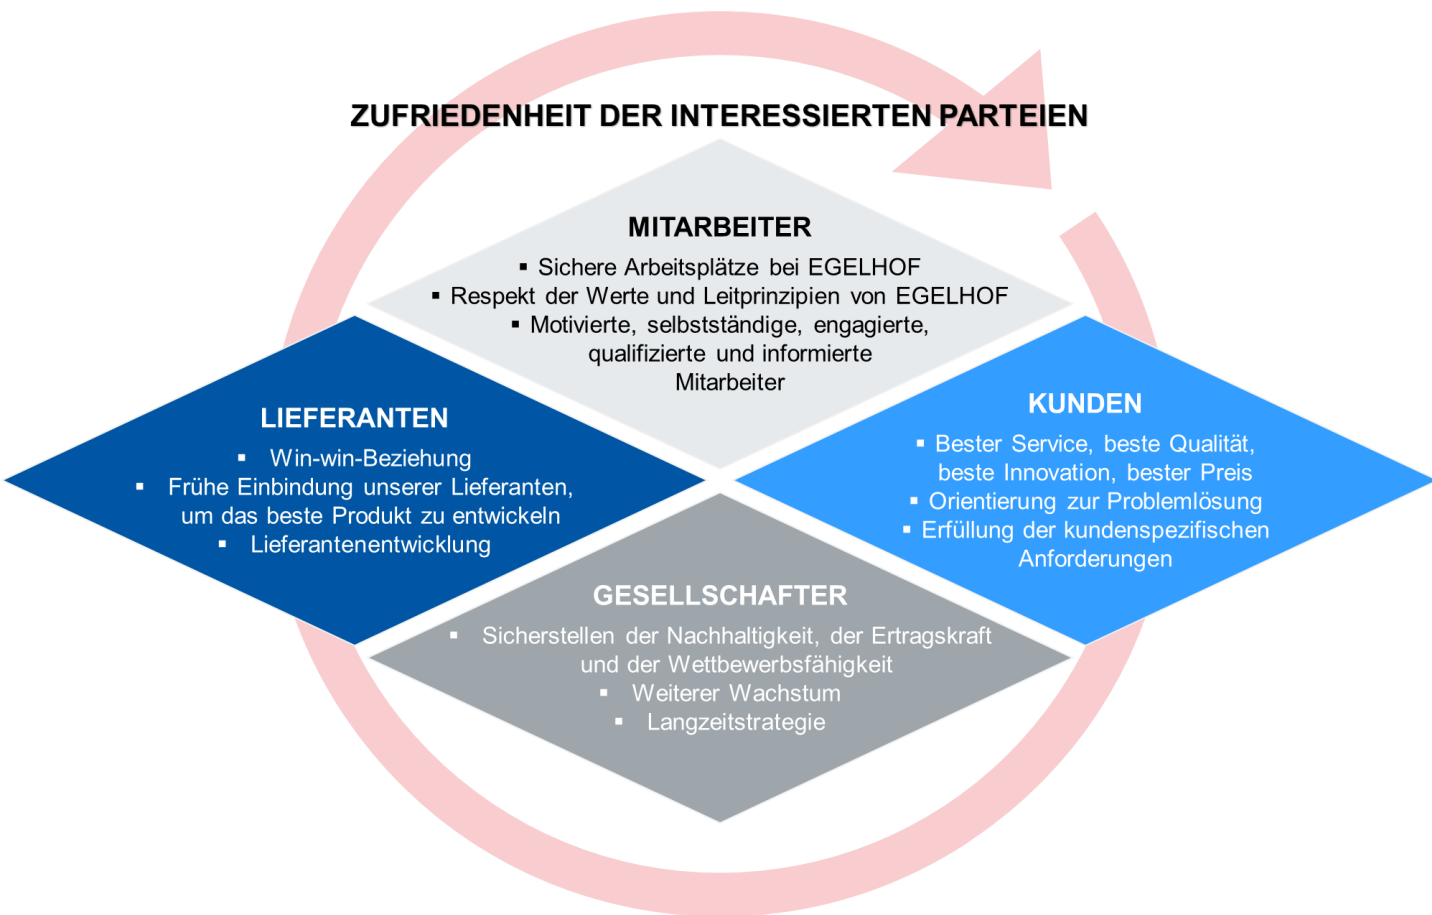 ZUFRIEDENHEIT DER INTERESSIERTEN PARTEIEN
MITARBEITER
▪ Sichere Arbeitsplätze bei EGELHOF
▪ Respekt der Werte und Leitprinzipien von EGELHOF
▪ Motivierte, selbstständige, engagierte,
qualifizierte und informierte
Mitarbeiter
LIEFERANTEN
▪ Win-win-Beziehung
▪ Frühe Einbindung unserer Lieferanten,
um das beste Produkt zu entwickeln
▪ Lieferantenentwicklung
KUNDEN
▪ Bester Service, beste Qualität,
beste Innovation, bester Preis
▪ Orientierung zur Problemlösung
▪ Erfüllung der kundenspezifischen
Anforderungen
GESELLSCHAFTER
▪ Sicherstellen der Nachhaltigkeit, der Ertragskraft
und der Wettbewerbsfähigkeit
▪ Weiterer Wachstum
▪ Langzeitstrategie